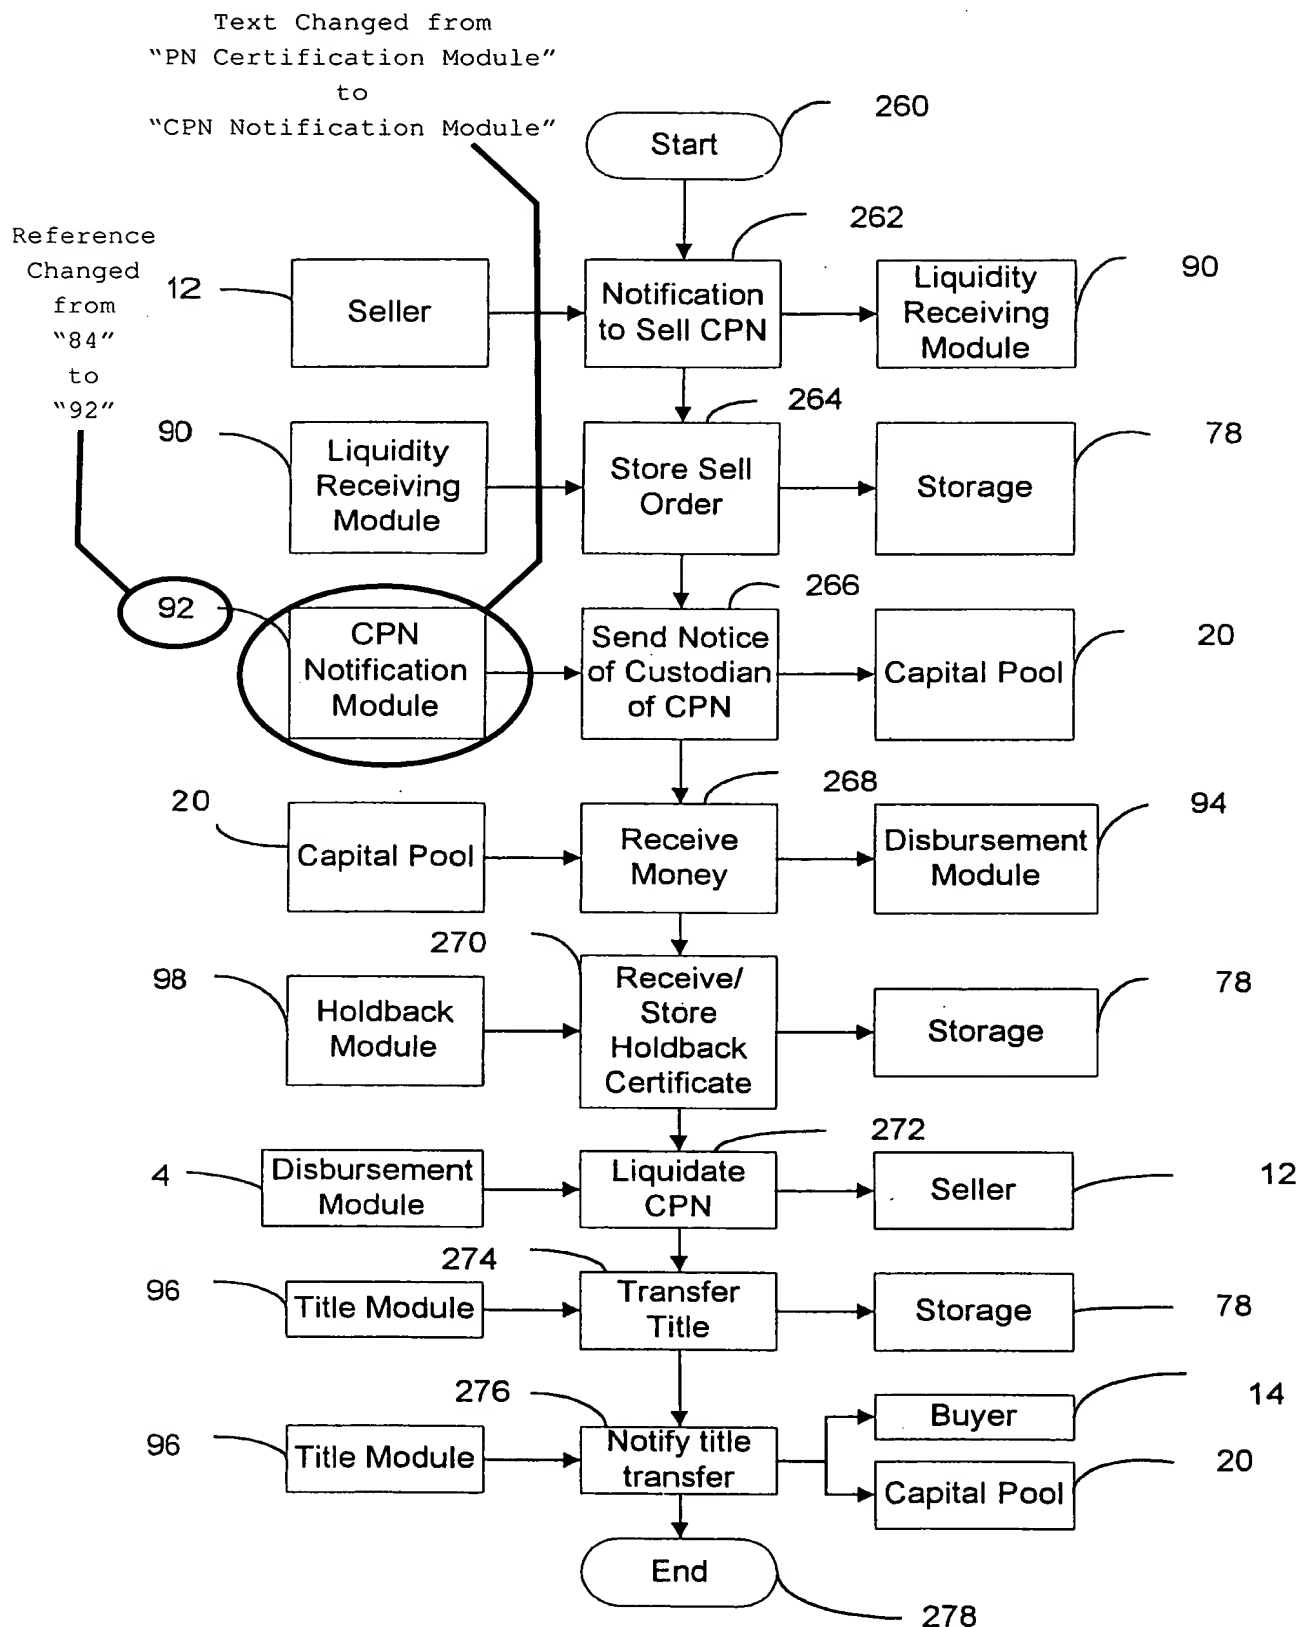 Text Changed from
“PN Certification Module”
to
“CPN Notification Module”
260
Start
Reference
Changed
from
“84”
to
“92”
262
12
Seller
Notification
to Sell CPN
Liquidity
Receiving
Module
90
264
90
Liquidity
Receiving
Module
Store Sell
Order
Storage
78
266
92
CPN
Notification
Module
Send Notice
of Custodian
of CPN
Capital Pool
20
268
20
Capital Pool
Receive
Money
Disbursement
Module
94
270
98
Holdback
Module
Receive/
Store
Holdback
Certificate
Storage
78
272
4
Disbursement
Module
Liquidate
CPN
Seller
12
274
96
Title Module
Transfer
Title
Storage
78
276
96
Title Module
Notify title
transfer
Buyer
14
Capital Pool
20
End
278